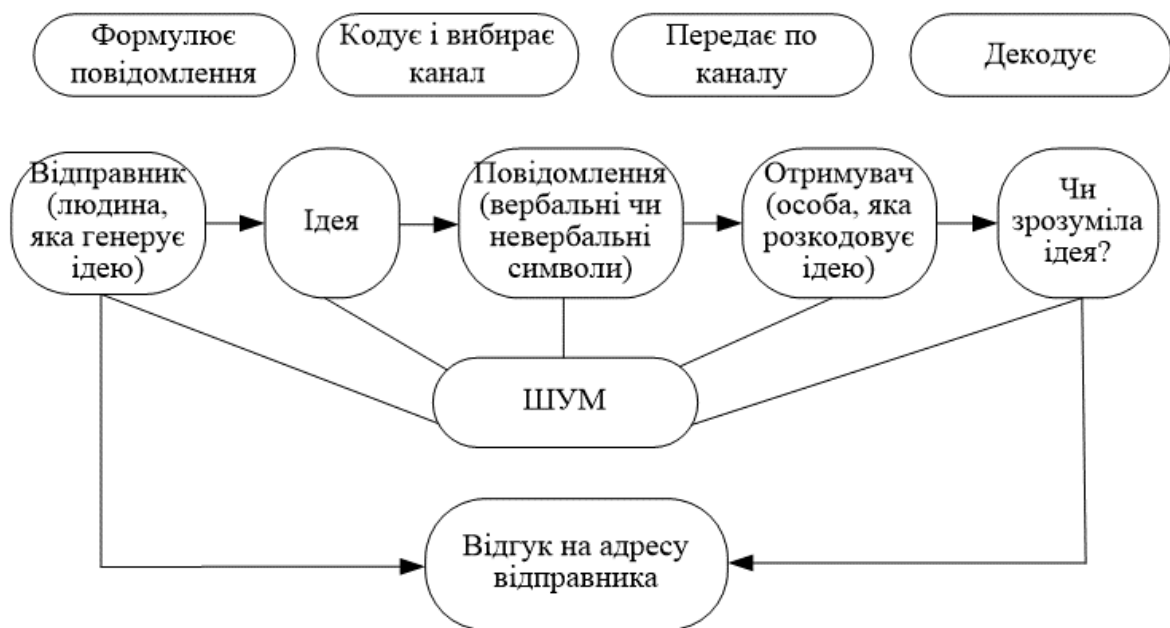 Формулює
повідомлення
Кодує і вибирає
канал
Передає по
каналу
Декодує
Відправник
(людина,
яка генерує
ідею)
Ідея
Повідомлення
(вербальні чи
невербальні
символи)
Отримувач
(особа, яка
розкодовує
ідею)
Чи
зрозуміла
ідея?
ШУМ
Відгук на адресу
відправника